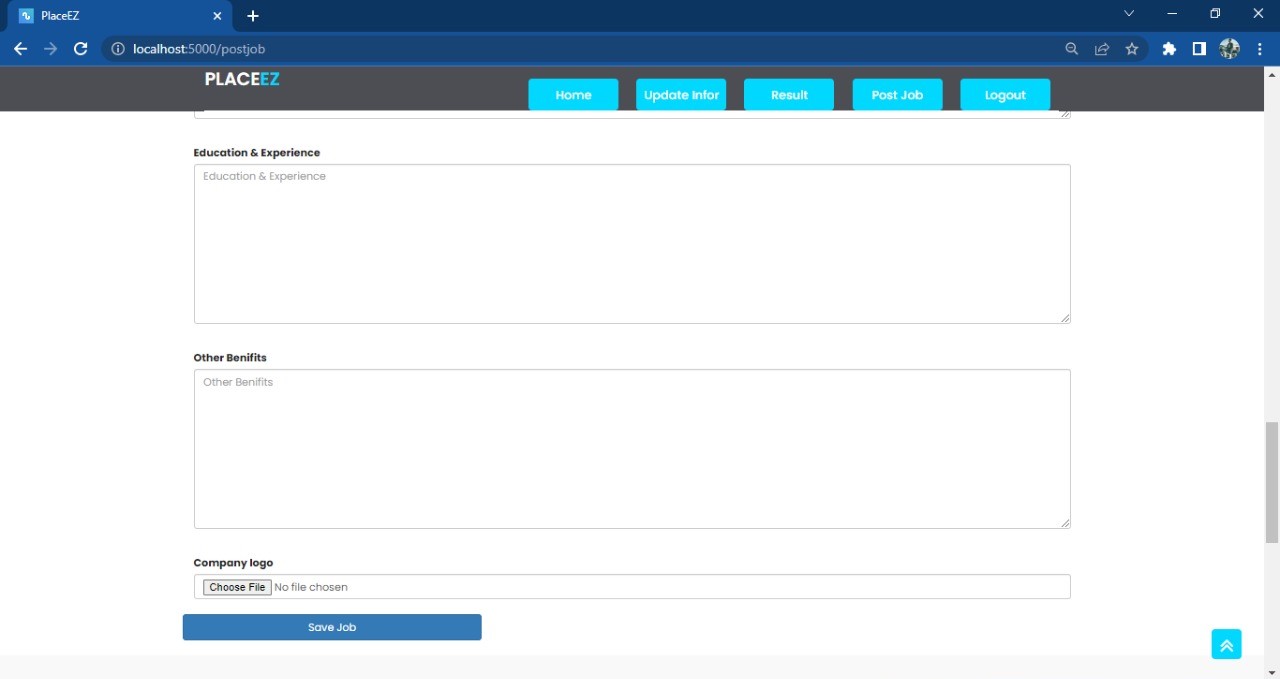 PlaceEZ
localhost:5000/postjob
PLACEEZ
Home
Update Infor
Result
Post Job
Logout
Education & Experience
Education & Experience
Other Benifits
Other Benifits
Company logo
Choose File No file chosen
Save Job